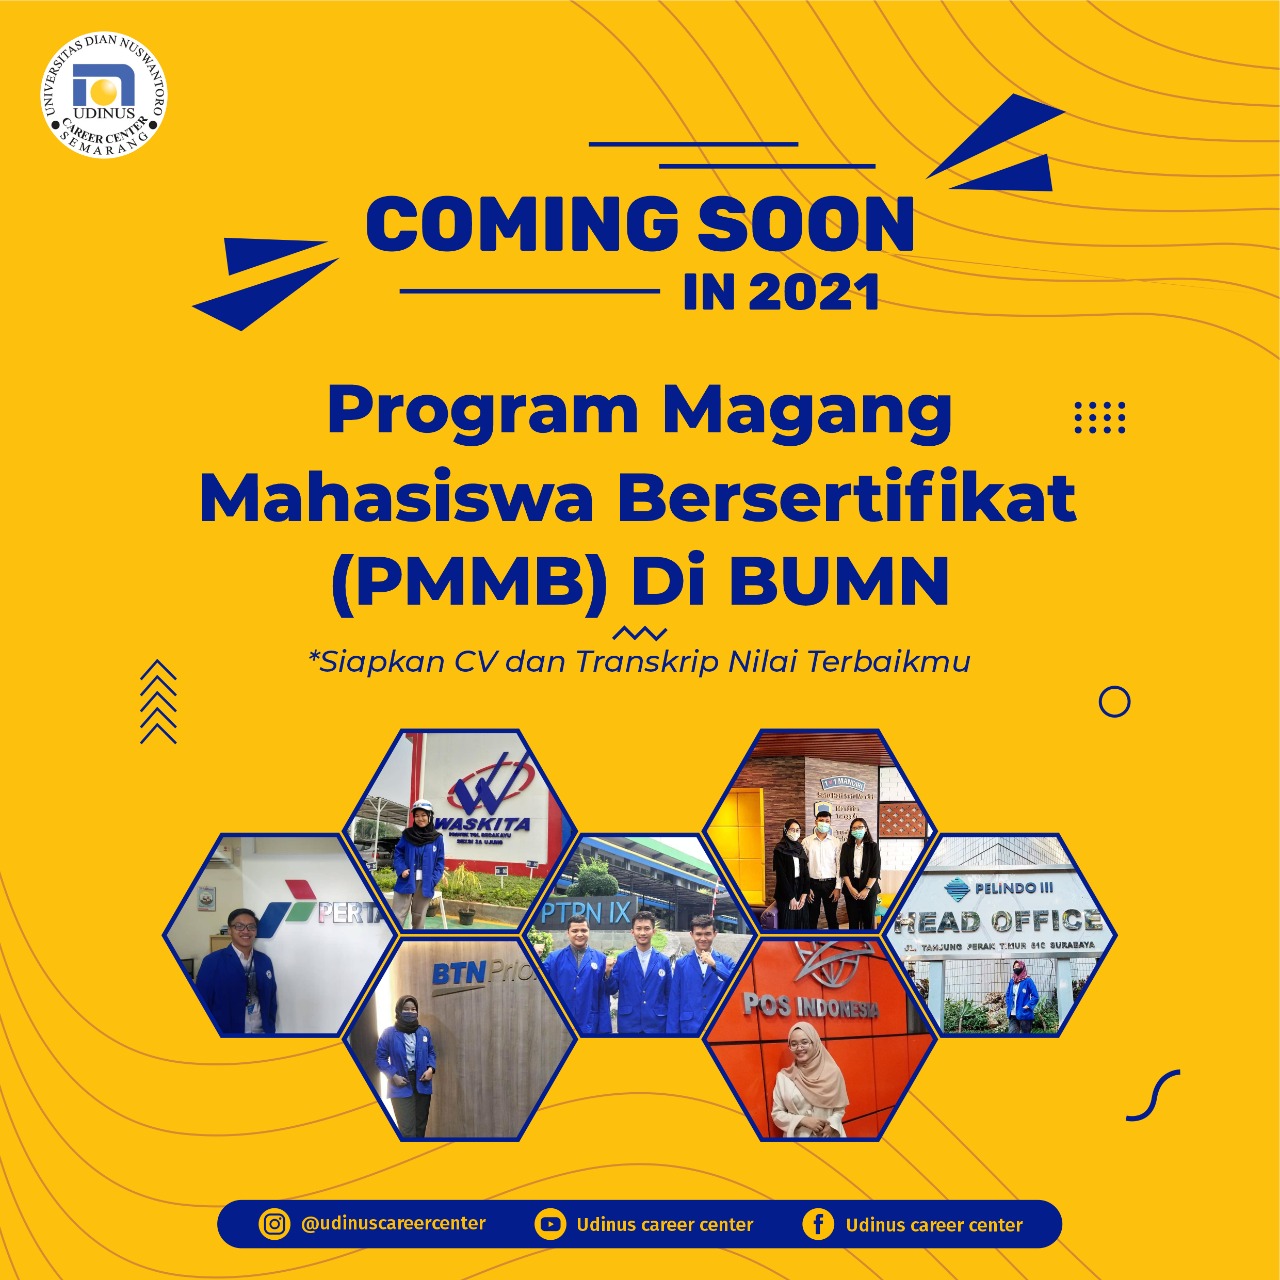 UNIVERSITAS DIAN NUSWANTORO
UDINUS
CAREER CENTER
SEMARANG
COMING SOON
IN 2021
Program Magang
Mahasiswa Bersertifikat
(PMMB) Di BUMN
*Siapkan CV dan Transkrip Nilai Terbaikmu
WASKITA
MANDIRI
PERTA
PTPN IX
PELINDO III
HEAD OFFICE
JL. TANJUNG PERAK TIMUR 610 SURABAYA
BTN Prio
POS INDONESIA
@udinuscareercenter
Udinus career center
Udinus career center